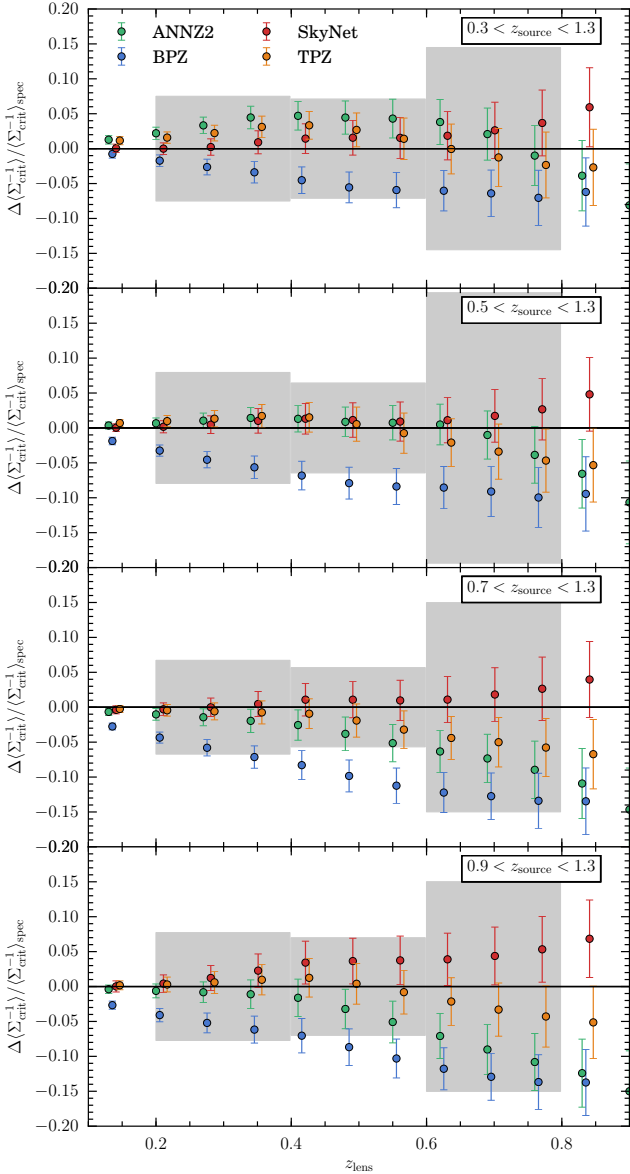 ANNZ2
BPZ
SkyNet
TPZ
0.3 < z_source < 1.3
0.20
0.15
0.10
0.05
0.00
−0.05
−0.10
−0.15
−0.20
Δ⟨Σ_crit^−1⟩/⟨Σ_crit^−1⟩_spec
0.5 < z_source < 1.3
0.20
0.15
0.10
0.05
0.00
−0.05
−0.10
−0.15
−0.20
Δ⟨Σ_crit^−1⟩/⟨Σ_crit^−1⟩_spec
0.7 < z_source < 1.3
0.20
0.15
0.10
0.05
0.00
−0.05
−0.10
−0.15
−0.20
Δ⟨Σ_crit^−1⟩/⟨Σ_crit^−1⟩_spec
0.9 < z_source < 1.3
0.20
0.15
0.10
0.05
0.00
−0.05
−0.10
−0.15
−0.20
Δ⟨Σ_crit^−1⟩/⟨Σ_crit^−1⟩_spec
0.2 0.4 0.6 0.8
z_lens